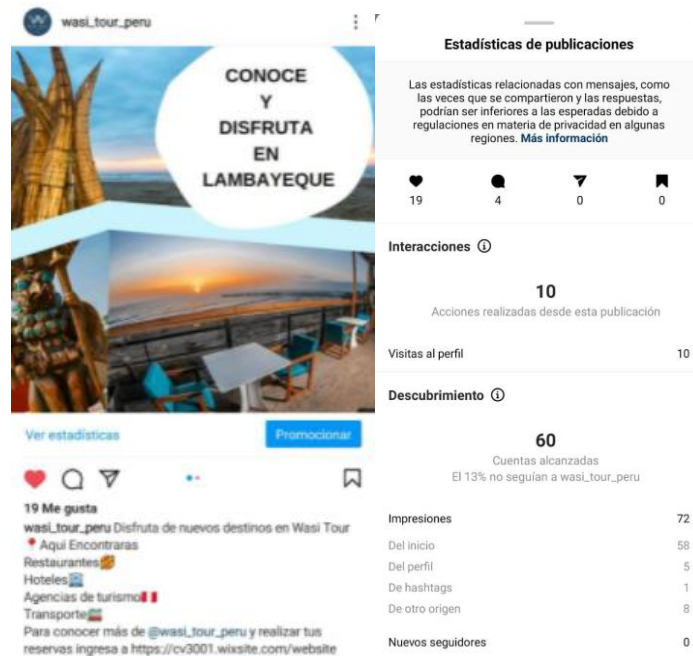 wasi_tour_peru
CONOCE
Y
DISFRUTA
EN
LAMBAYEQUE
Ver estadísticas
Promocionar
19 Me gusta
wasi_tour_peru Disfruta de nuevos destinos en Wasi Tour
📍Aqui Encontraras
Restaurantes
Hoteles🏨
Agencias de turismo🇵🇪
Transporte
Para conocer más de @wasi_tour_peru y realizar tus
reservas ingresa a https://cv3001.wixsite.com/website
Estadísticas de publicaciones
Las estadísticas relacionadas con mensajes, como
las veces que se compartieron y las respuestas,
podrían ser inferiores a las esperadas debido a
regulaciones en materia de privacidad en algunas
regiones. Más información
19 4 0 0
Interacciones
10
Acciones realizadas desde esta publicación
Visitas al perfil 10
Descubrimiento
60
Cuentas alcanzadas
El 13% no seguían a wasi_tour_peru
Impresiones 72
Del inicio 58
Del perfil 5
De hashtags 1
De otro origen 8
Nuevos seguidores 0